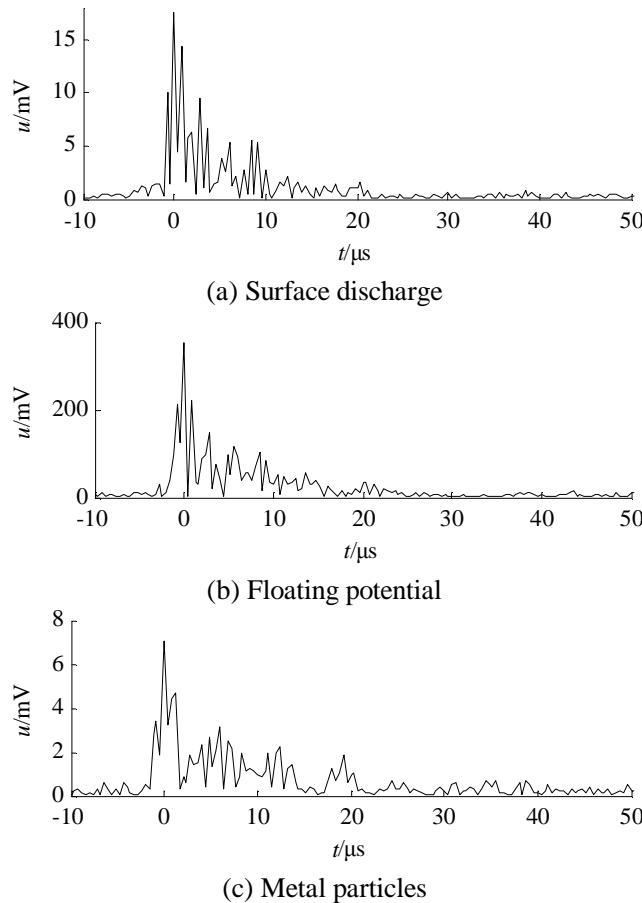 15
10
5
0
u/mV
-10 0 10 20 30 40 50
t/μs
(a) Surface discharge
400
200
0
u/mV
-10 0 10 20 30 40 50
t/μs
(b) Floating potential
8
6
4
2
0
u/mV
-10 0 10 20 30 40 50
t/μs
(c) Metal particles